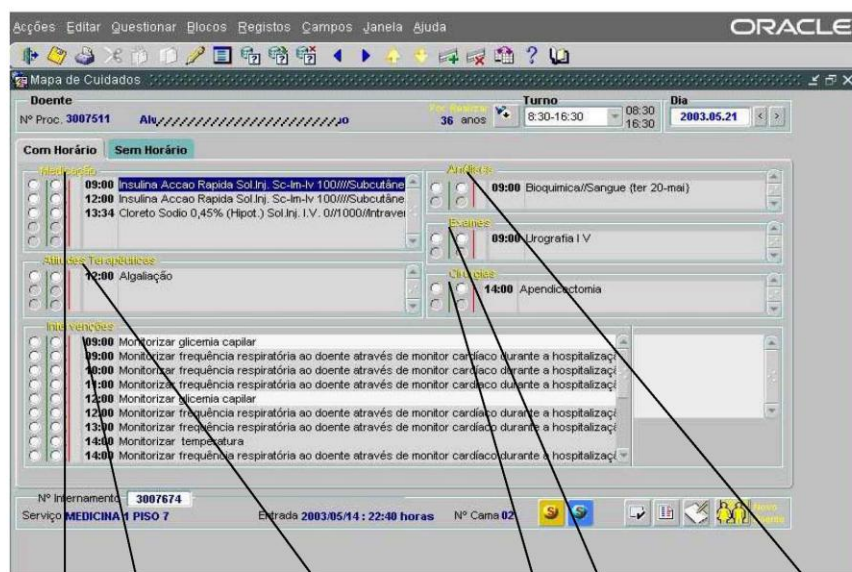 Acções Editar Questionar Blocos Registos Campos Janela Ajuda
ORACLE
Mapa de Cuidados
Doente
Nº Proc. 3007511
36 anos
Turno
8:30-16:30
08:30
16:30
Dia
2003.05.21
Com Horário Sem Horário
Medicação
09:00 Insulina Accao Rapida Sol.Inj. Sc-Im-Iv 100////Subcutâne
12:00 Insulina Accao Rapida Sol.Inj. Sc-Im-Iv 100////Subcutâne
13:34 Cloreto Sodio 0,45% (Hipot.) Sol.Inj. I.V. 0//1000//Intrave
Análises
09:00 Bioquimica//Sangue (ter 20-mai)
Exames
09:00 Urografia I V
Atitudes Terapêuticas
12:00 Algaliação
Cirurgias
14:00 Apendicectomia
Intervenções
09:00 Monitorizar glicemia capilar
09:00 Monitorizar frequência respiratória ao doente através de monitor cardíaco durante a hospitalizaç
10:00 Monitorizar frequência respiratória ao doente através de monitor cardíaco durante a hospitalizaç
11:00 Monitorizar frequência respiratória ao doente através de monitor cardíaco durante a hospitalizaç
12:00 Monitorizar glicemia capilar
12:00 Monitorizar frequência respiratória ao doente através de monitor cardíaco durante a hospitalizaç
13:00 Monitorizar frequência respiratória ao doente através de monitor cardíaco durante a hospitalizaç
14:00 Monitorizar temperatura
14:00 Monitorizar frequência respiratória ao doente através de monitor cardíaco durante a hospitalizaç
Nº Internamento 3007674
Serviço MEDICINA 1 PISO 7
Entrada 2003/05/14 : 22:40 horas
Nº Cama 02
Novo
Doente